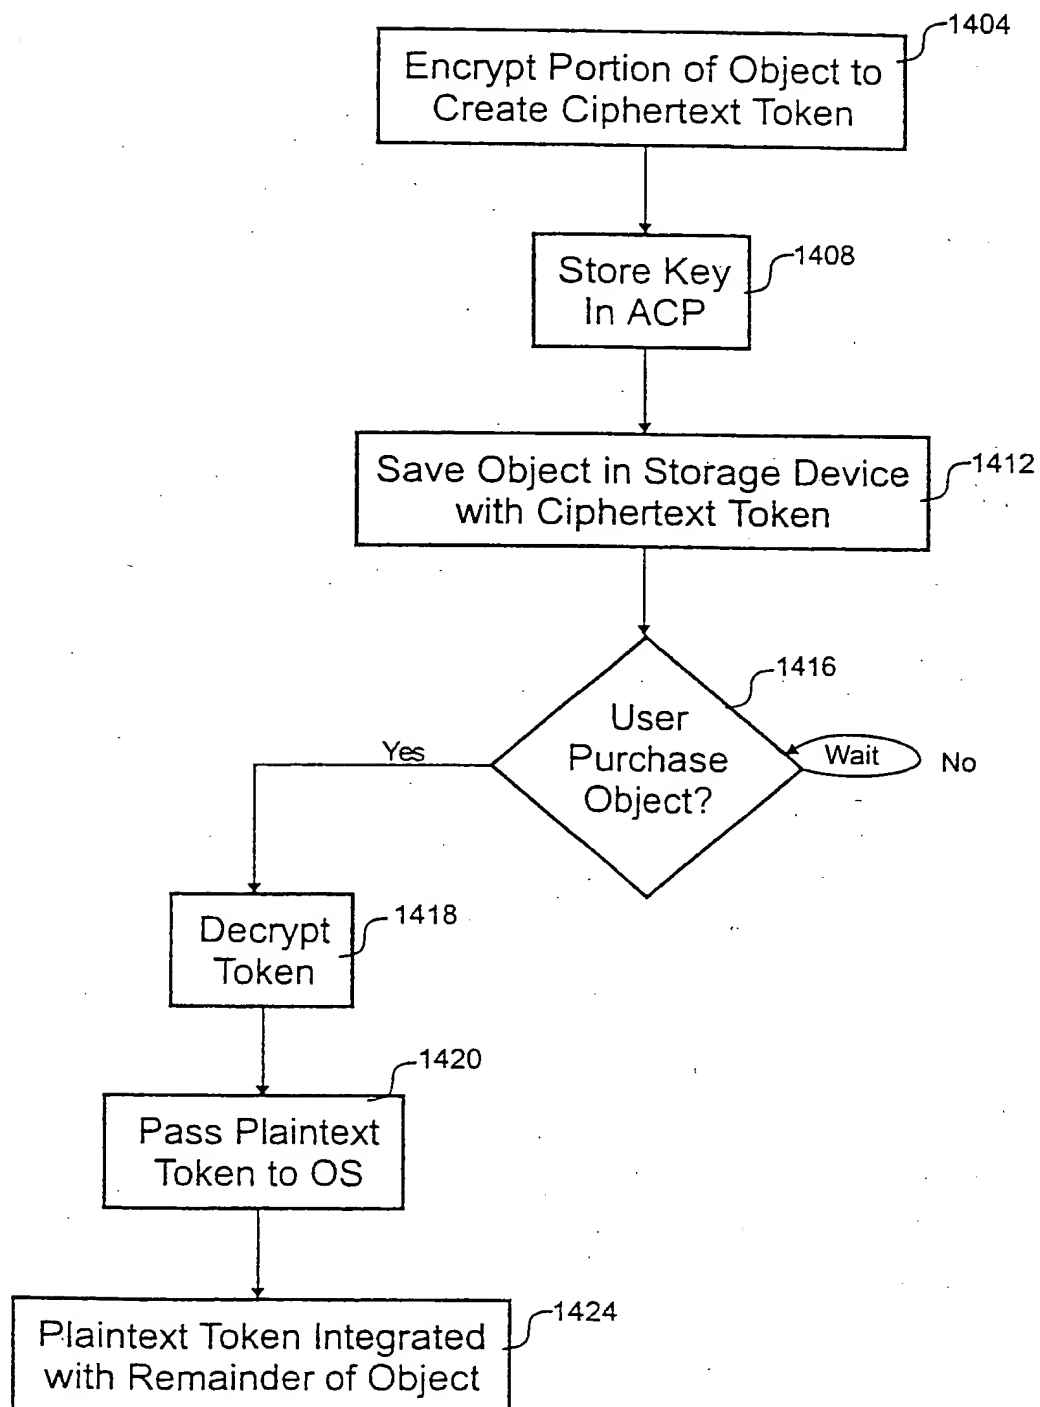 1404
Encrypt Portion of Object to
Create Ciphertext Token
1408
Store Key
In ACP
1412
Save Object in Storage Device
with Ciphertext Token
1416
User
Purchase
Object?
Yes
Wait
No
1418
Decrypt
Token
1420
Pass Plaintext
Token to OS
1424
Plaintext Token Integrated
with Remainder of Object